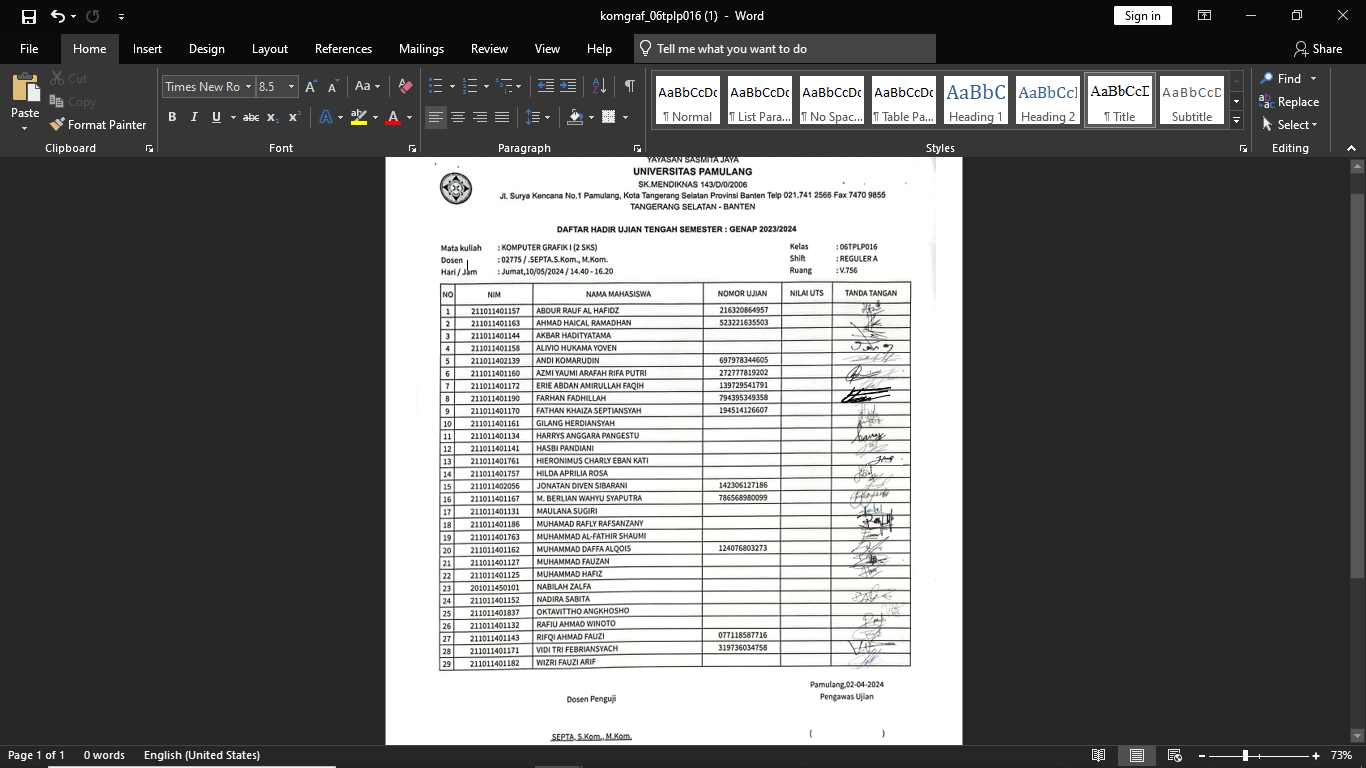 komgraf_06tplp016 (1) - Word
Sign in
File Home Insert Design Layout References Mailings Review View Help Tell me what you want to do Share
Paste Cut Copy Format Painter
Clipboard
Times New Ro 8.5
Font
Paragraph
AaBbCcDc AaBbCcDc AaBbCcDc AaBbCcDc AaBbC AaBbCcI AaBbCcD AaBbCcD
¶ Normal ¶ List Para... ¶ No Spac... ¶ Table Pa... Heading 1 Heading 2 ¶ Title Subtitle
Styles
Find
Replace
Select
Editing
YAYASAN SASMITA JAYA
UNIVERSITAS PAMULANG
SK.MENDIKNAS 143/D/0/2006
Jl. Surya Kencana No.1 Pamulang, Kota Tangerang Selatan Provinsi Banten Telp 021.741 2566 Fax 7470 9855
TANGERANG SELATAN - BANTEN
DAFTAR HADIR UJIAN TENGAH SEMESTER : GENAP 2023/2024
Mata kuliah : KOMPUTER GRAFIK I (2 SKS) Kelas : 06TPLP016
Dosen : 02775 / .SEPTA.S.Kom., M.Kom. Shift : REGULER A
Hari / Jam : Jumat,10/05/2024 / 14.40 - 16.20 Ruang : V.756
NO NIM NAMA MAHASISWA NOMOR UJIAN NILAI UTS TANDA TANGAN
1 211011401157 ABDUR RAUF AL HAFIDZ 216320864957
2 211011401163 AHMAD HAICAL RAMADHAN 523221635503
3 211011401144 AKBAR HADITYATAMA
4 211011401158 ALIVIO HUKAMA YOVEN
5 211011402139 ANDI KOMARUDIN 697978344605
6 211011401160 AZMI YAUMI ARAFAH RIFA PUTRI 272777819202
7 211011401172 ERIE ABDAN AMIRULLAH FAQIH 139729541791
8 211011401190 FARHAN FADHILLAH 794395349358
9 211011401170 FATHAN KHAIZA SEPTIANSYAH 194514126607
10 211011401161 GILANG HERDIANSYAH
11 211011401134 HARRYS ANGGARA PANGESTU
12 211011401141 HASBI PANDIANI
13 211011401761 HIERONIMUS CHARLY EBAN KATI
14 211011401757 HILDA APRILIA ROSA
15 211011402056 JONATAN DIVEN SIBARANI 142306127186
16 211011401167 M. BERLIAN WAHYU SYAPUTRA 786568980099
17 211011401131 MAULANA SUGIRI
18 211011401186 MUHAMAD RAFLY RAFSANZANY
19 211011401763 MUHAMMAD AL-FATHIR SHAUMI
20 211011401162 MUHAMMAD DAFFA ALQOIS 124076803273
21 211011401127 MUHAMMAD FAUZAN
22 211011401125 MUHAMMAD HAFIZ
23 201011450101 NABILAH ZALFA
24 211011401152 NADIRA SABITA
25 211011401837 OKTAVITTHO ANGKHOSHO
26 211011401132 RAFIU AHMAD WINOTO
27 211011401143 RIFQI AHMAD FAUZI 077118587716
28 211011401171 VIDI TRI FEBRIANSYACH 319736034758
29 211011401182 WIZRI FAUZI ARIF
Pamulang,02-04-2024
Dosen Penguji Pengawas Ujian
SEPTA, S.Kom., M.Kom. ( )
Page 1 of 1 0 words English (United States) 73%